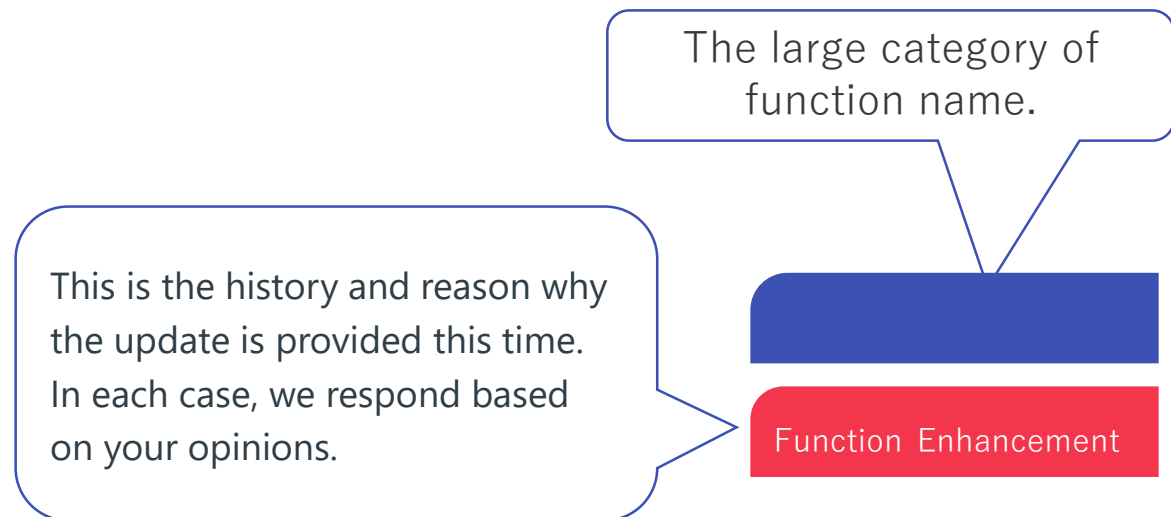 The large category of
function name.
This is the history and reason why
the update is provided this time.
In each case, we respond based
on your opinions.
Function Enhancement